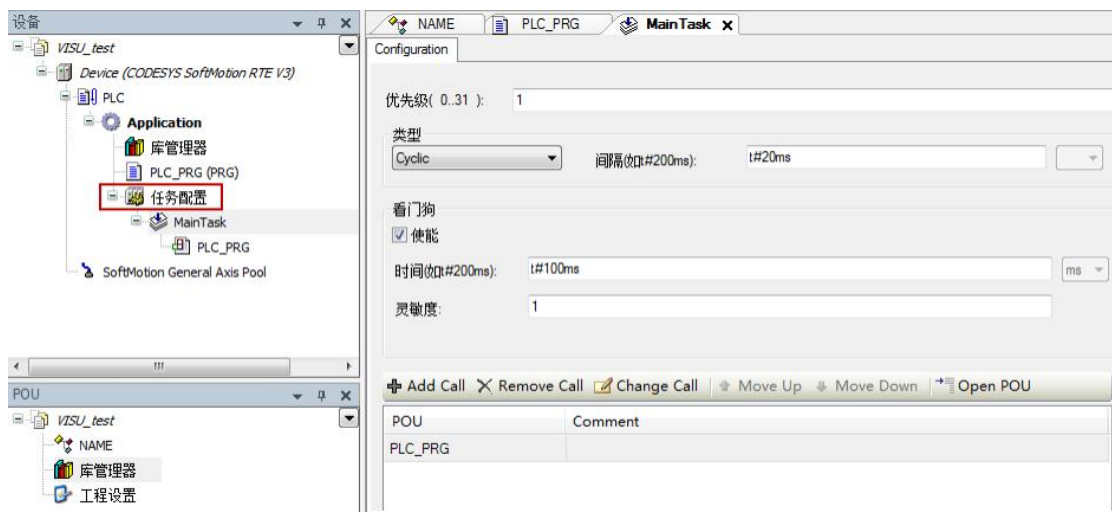 设备
VISU_test
Device (CODESYS SoftMotion RTE V3)
PLC
Application
库管理器
PLC_PRG (PRG)
任务配置
MainTask
PLC_PRG
SoftMotion General Axis Pool
POU
VISU_test
NAME
库管理器
工程设置
NAME
PLC_PRG
MainTask
Configuration
优先级( 0..31 ): 1
类型
Cyclic
间隔(如t#200ms): t#20ms
看门狗
使能
时间(如t#200ms): t#100ms ms
灵敏度: 1
Add Call Remove Call Change Call Move Up Move Down Open POU
POU Comment
PLC_PRG